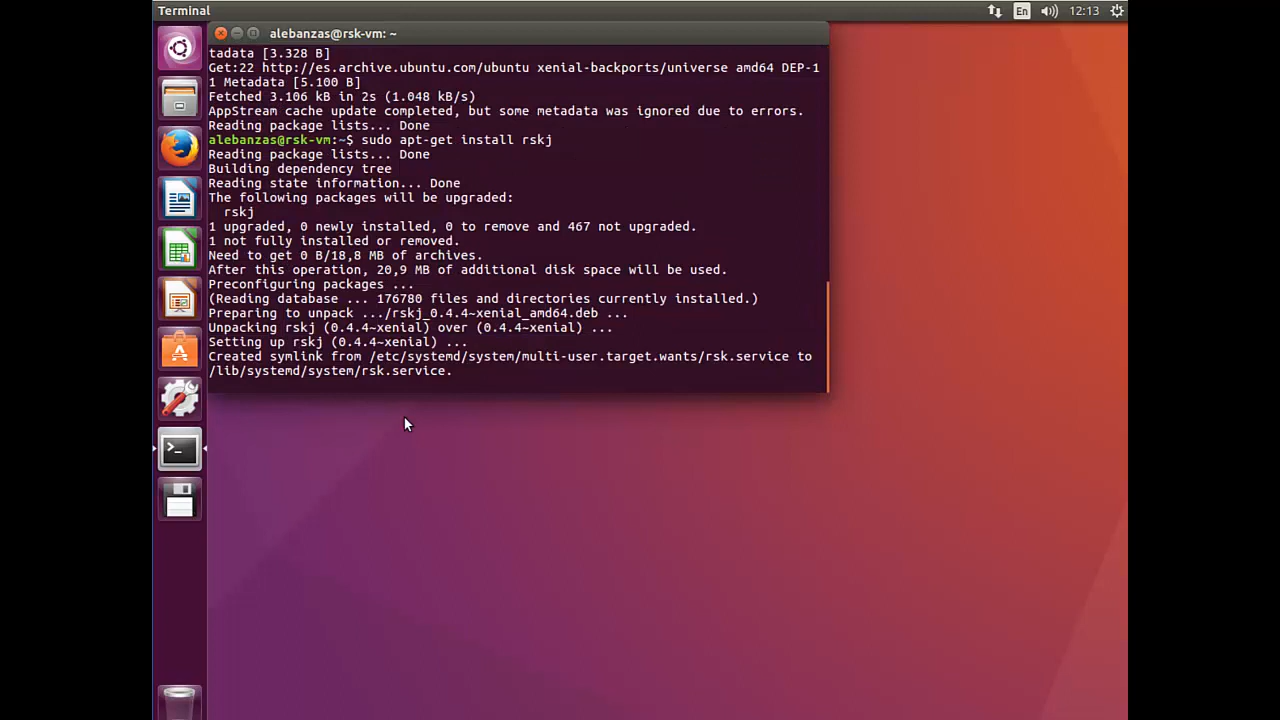 Terminal
En
12:13
alebanzas@rsk-vm: ~
tadata [3.328 B]
Get:22 http://es.archive.ubuntu.com/ubuntu xenial-backports/universe amd64 DEP-1
1 Metadata [5.100 B]
Fetched 3.106 kB in 2s (1.048 kB/s)
AppStream cache update completed, but some metadata was ignored due to errors.
Reading package lists... Done
alebanzas@rsk-vm:~$ sudo apt-get install rskj
Reading package lists... Done
Building dependency tree
Reading state information... Done
The following packages will be upgraded:
  rskj
1 upgraded, 0 newly installed, 0 to remove and 467 not upgraded.
1 not fully installed or removed.
Need to get 0 B/18,8 MB of archives.
After this operation, 20,9 MB of additional disk space will be used.
Preconfiguring packages ...
(Reading database ... 176780 files and directories currently installed.)
Preparing to unpack .../rskj_0.4.4~xenial_amd64.deb ...
Unpacking rskj (0.4.4~xenial) over (0.4.4~xenial) ...
Setting up rskj (0.4.4~xenial) ...
Created symlink from /etc/systemd/system/multi-user.target.wants/rsk.service to
/lib/systemd/system/rsk.service.